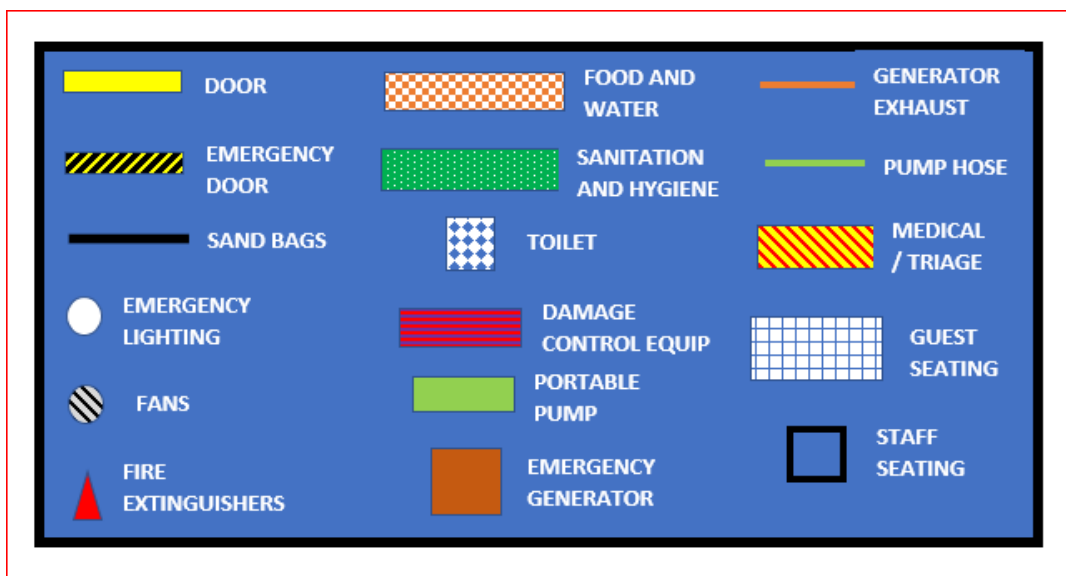 DOOR
EMERGENCY
DOOR
SAND BAGS
EMERGENCY
LIGHTING
FANS
FIRE
EXTINGUISHERS
FOOD AND
WATER
SANITATION
AND HYGIENE
TOILET
DAMAGE
CONTROL EQUIP
PORTABLE
PUMP
EMERGENCY
GENERATOR
GENERATOR
EXHAUST
PUMP HOSE
MEDICAL
/ TRIAGE
GUEST
SEATING
STAFF
SEATING